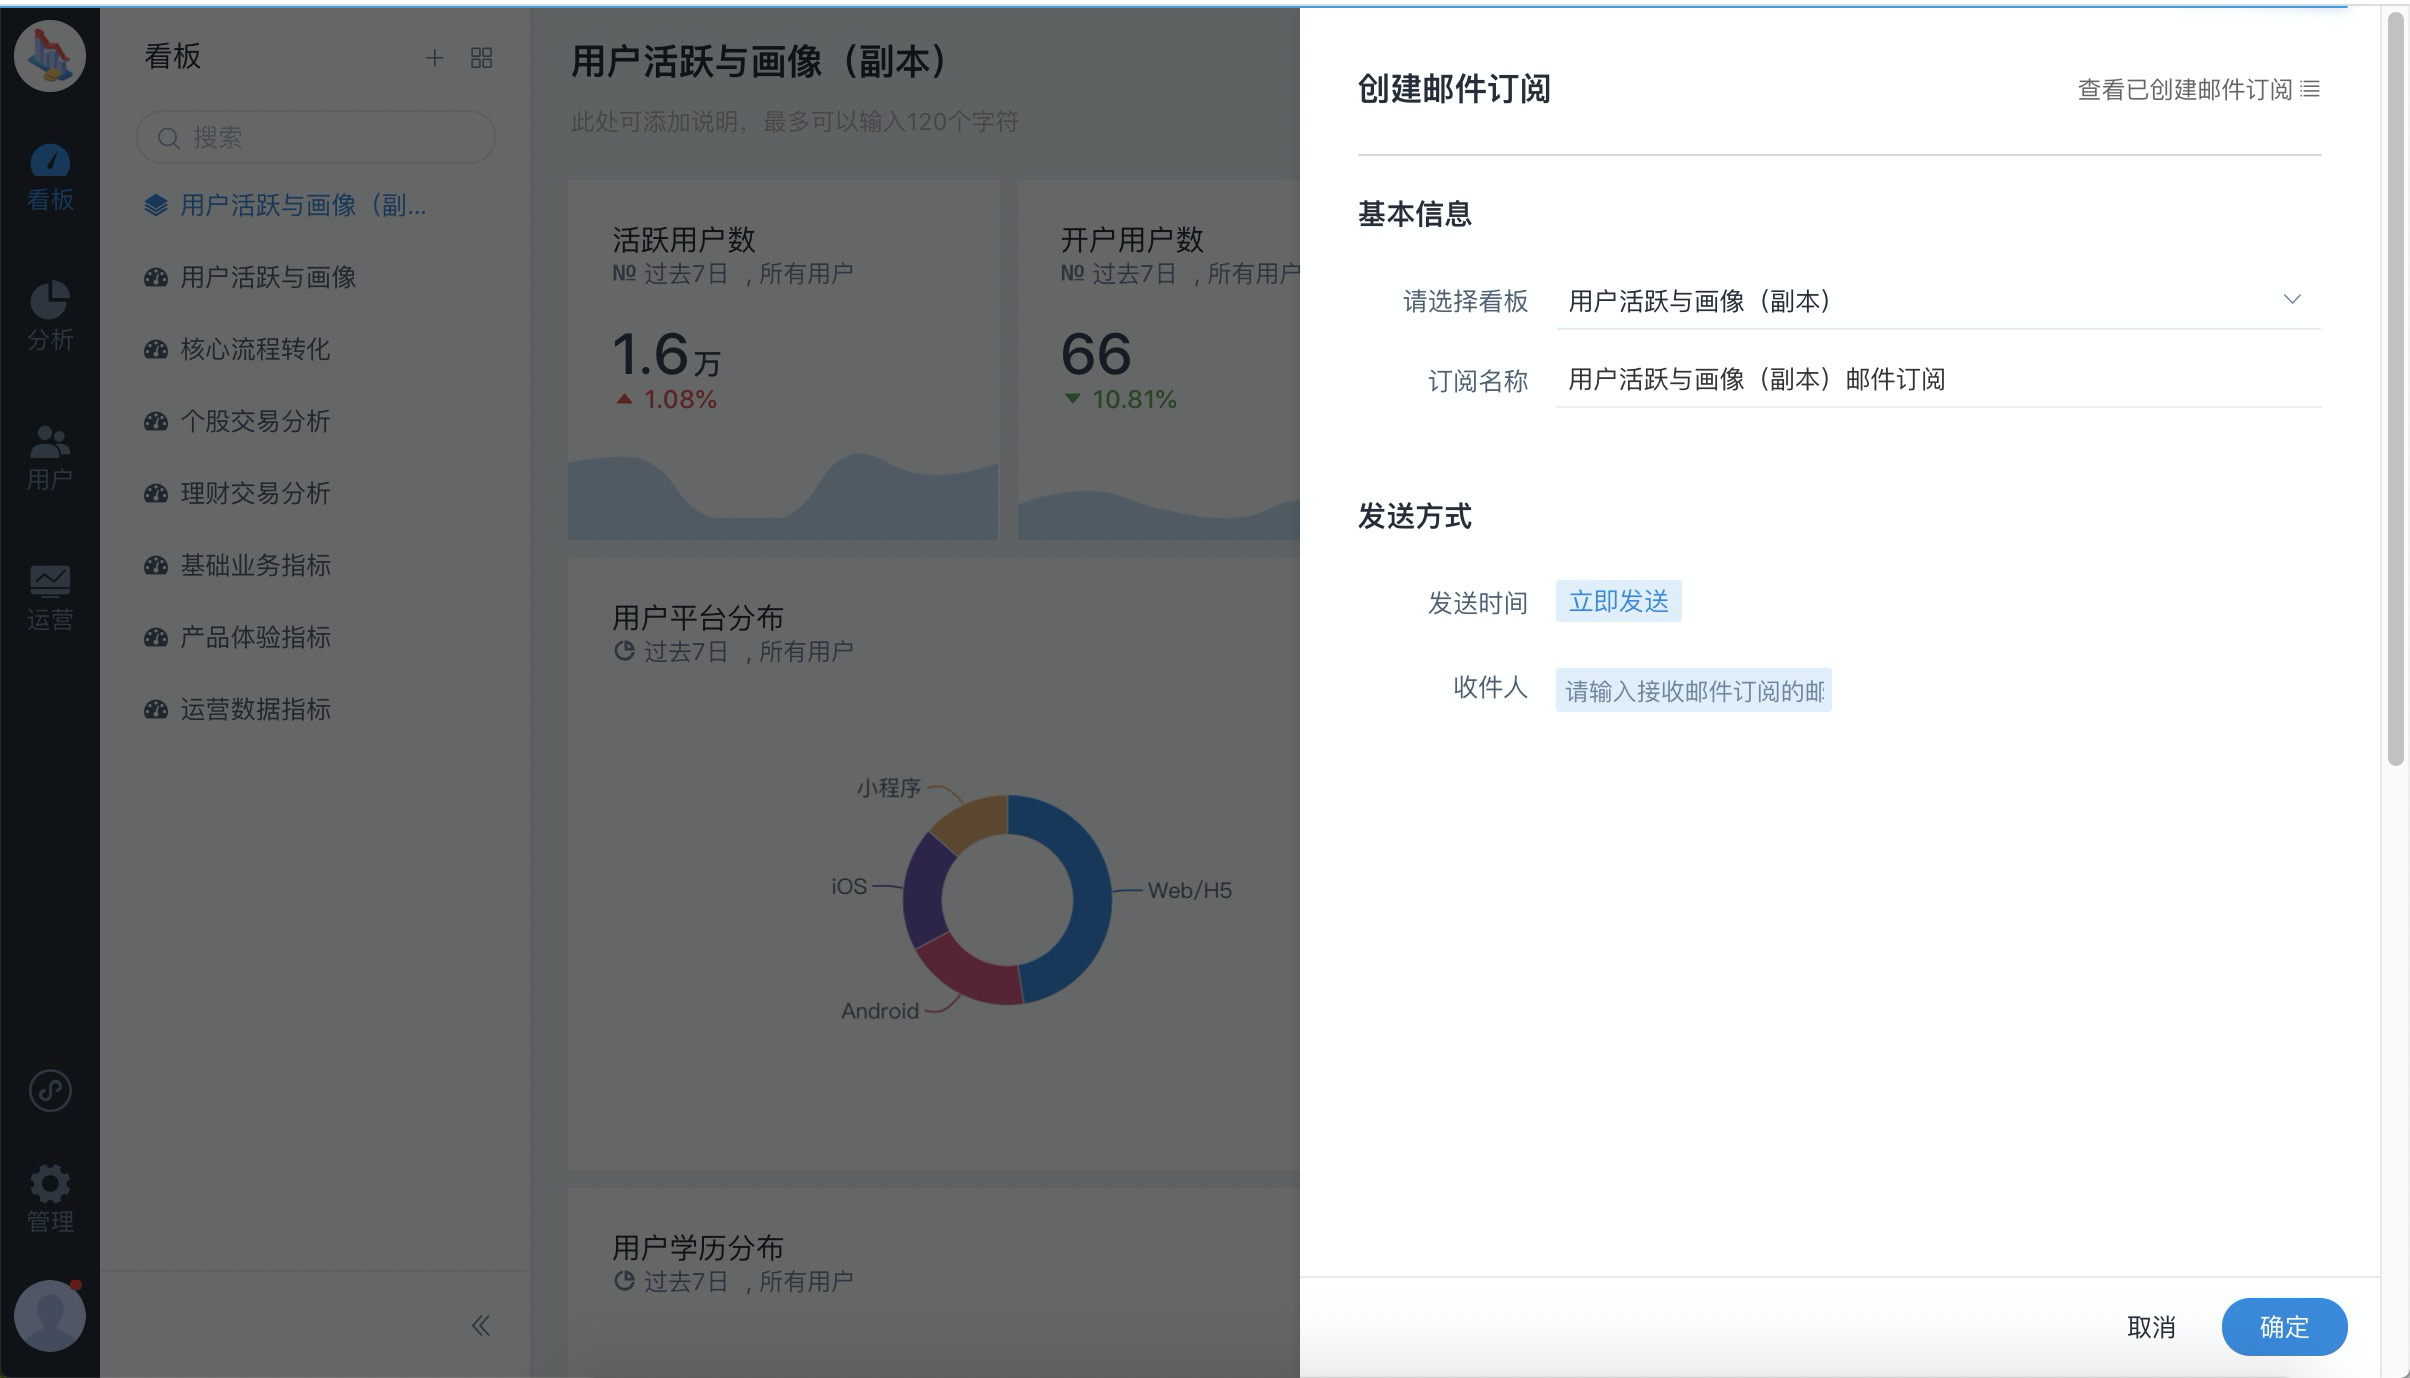 看板
分析
用户
运营
管理
看板
搜索
用户活跃与画像（副...
用户活跃与画像
核心流程转化
个股交易分析
理财交易分析
基础业务指标
产品体验指标
运营数据指标
用户活跃与画像（副本）
此处可添加说明，最多可以输入120个字符
活跃用户数
Nº 过去7日 ，所有用户
1.6万
1.08%
开户用户数
Nº 过去7日 ，所有用户
66
10.81%
用户平台分布
过去7日 ，所有用户
小程序
iOS
Web/H5
Android
用户学历分布
过去7日 ，所有用户
创建邮件订阅
查看已创建邮件订阅
基本信息
请选择看板 用户活跃与画像（副本）
订阅名称 用户活跃与画像（副本）邮件订阅
发送方式
发送时间 立即发送
收件人 请输入接收邮件订阅的邮
取消 确定